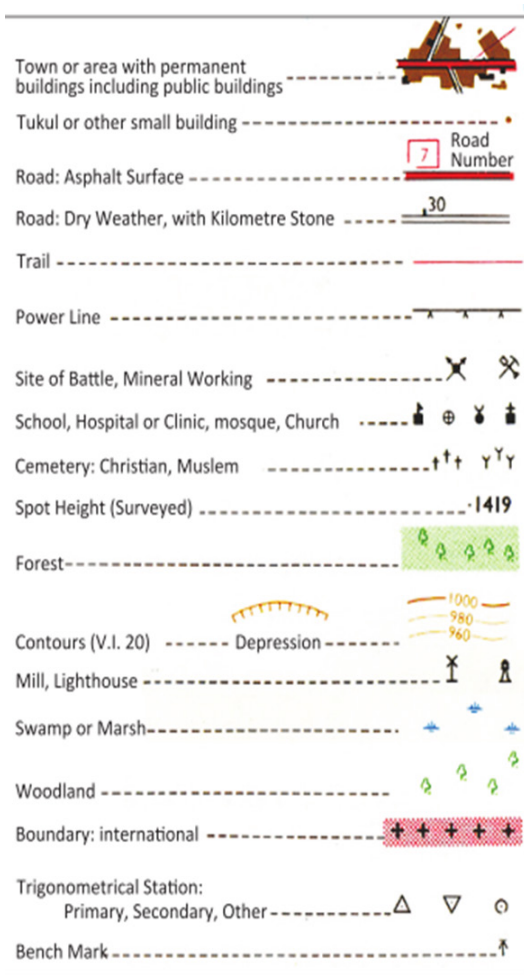 Town or area with permanent
buildings including public buildings
Tukul or other small building
Road
7 Number
Road: Asphalt Surface
30
Road: Dry Weather, with Kilometre Stone
Trail
Power Line
Site of Battle, Mineral Working
School, Hospital or Clinic, mosque, Church
Cemetery: Christian, Muslem
Spot Height (Surveyed) ·1419
Forest
1000
980
960
Contours (V.I. 20) Depression
Mill, Lighthouse
Swamp or Marsh
Woodland
Boundary: international
Trigonometrical Station:
Primary, Secondary, Other
Bench Mark